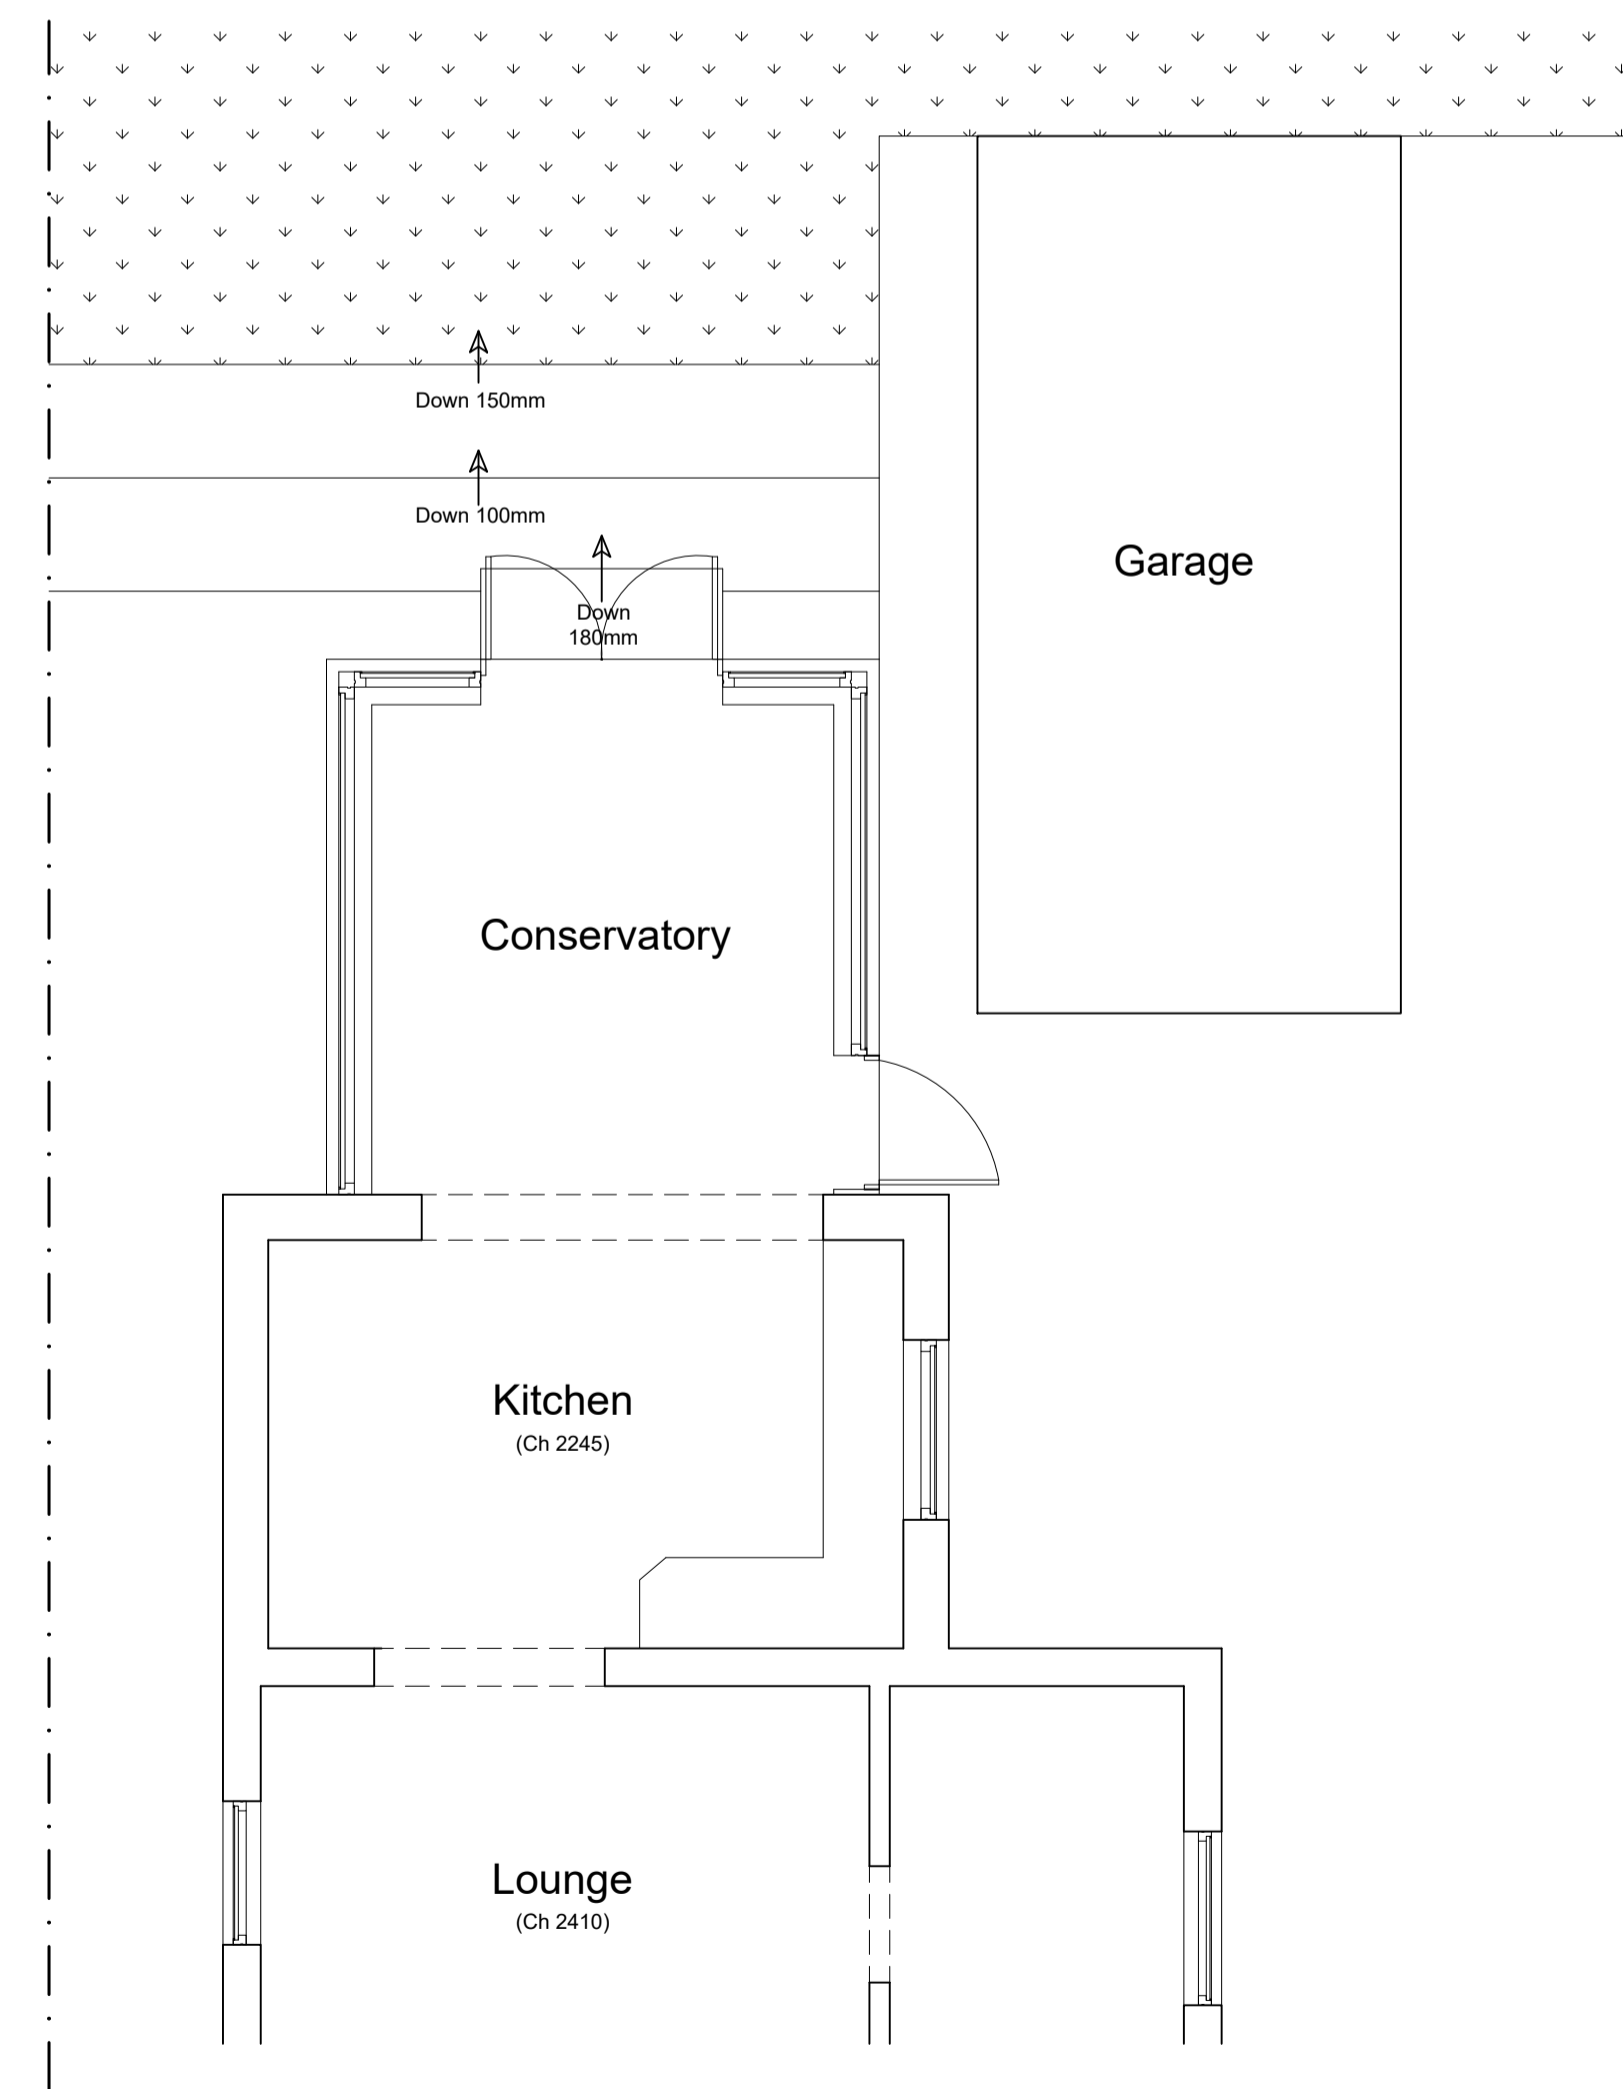 Down 150mm
Down 100mm
Garage
Down
180mm
Conservatory
Kitchen
(Ch 2245)
Lounge
(Ch 2410)